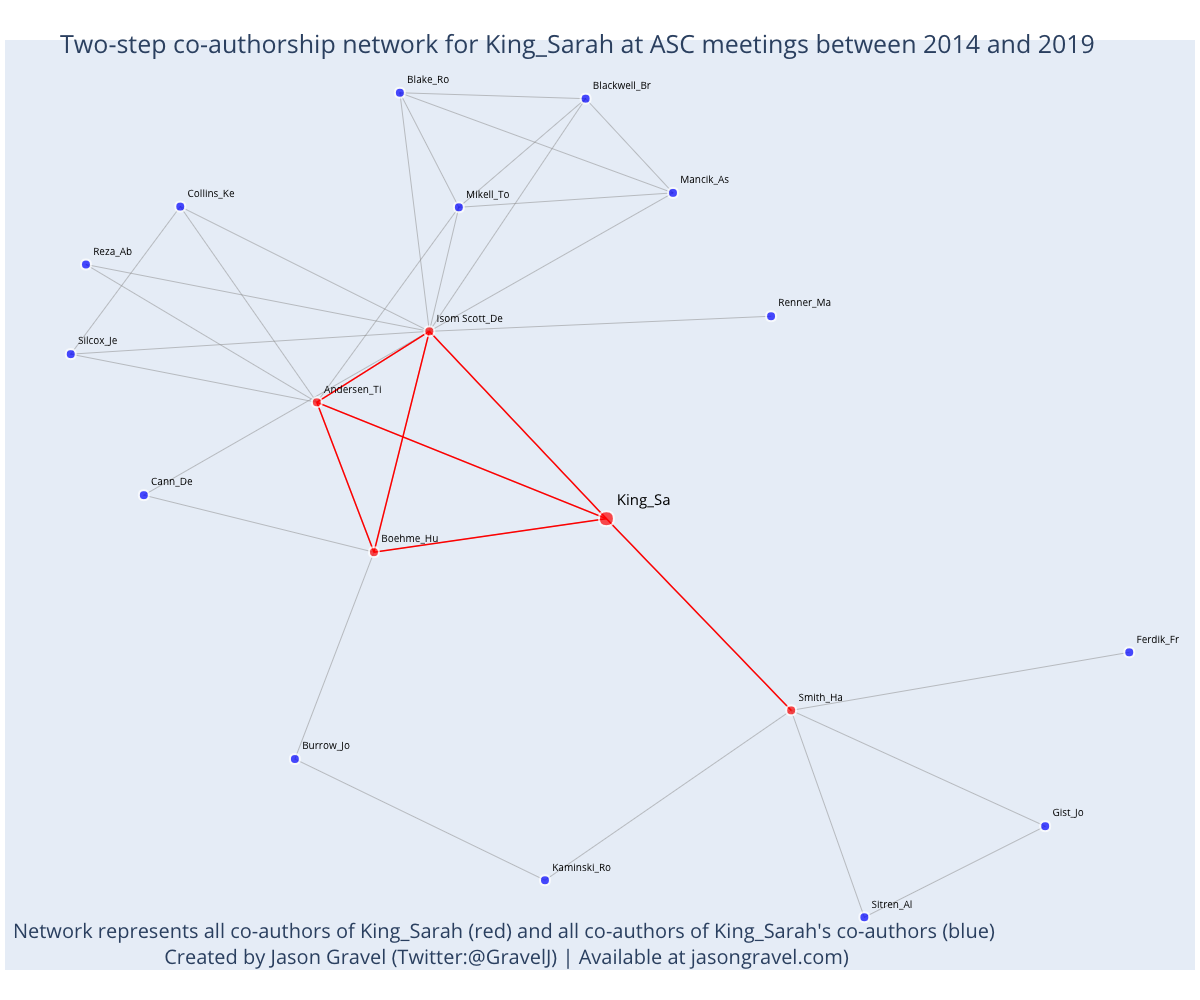 Two-step co-authorship network for King_Sarah at ASC meetings between 2014 and 2019
Blake_Ro
Blackwell_Br
Mancik_As
Collins_Ke
Mikell_To
Reza_Ab
Renner_Ma
Isom Scott_De
Silcox_Je
Andersen_Ti
Cann_De
King_Sa
Boehme_Hu
Ferdik_Fr
Smith_Ha
Burrow_Jo
Gist_Jo
Kaminski_Ro
Sitren_Al
Network represents all co-authors of King_Sarah (red) and all co-authors of King_Sarah's co-authors (blue)
Created by Jason Gravel (Twitter:@GravelJ) | Available at jasongravel.com)